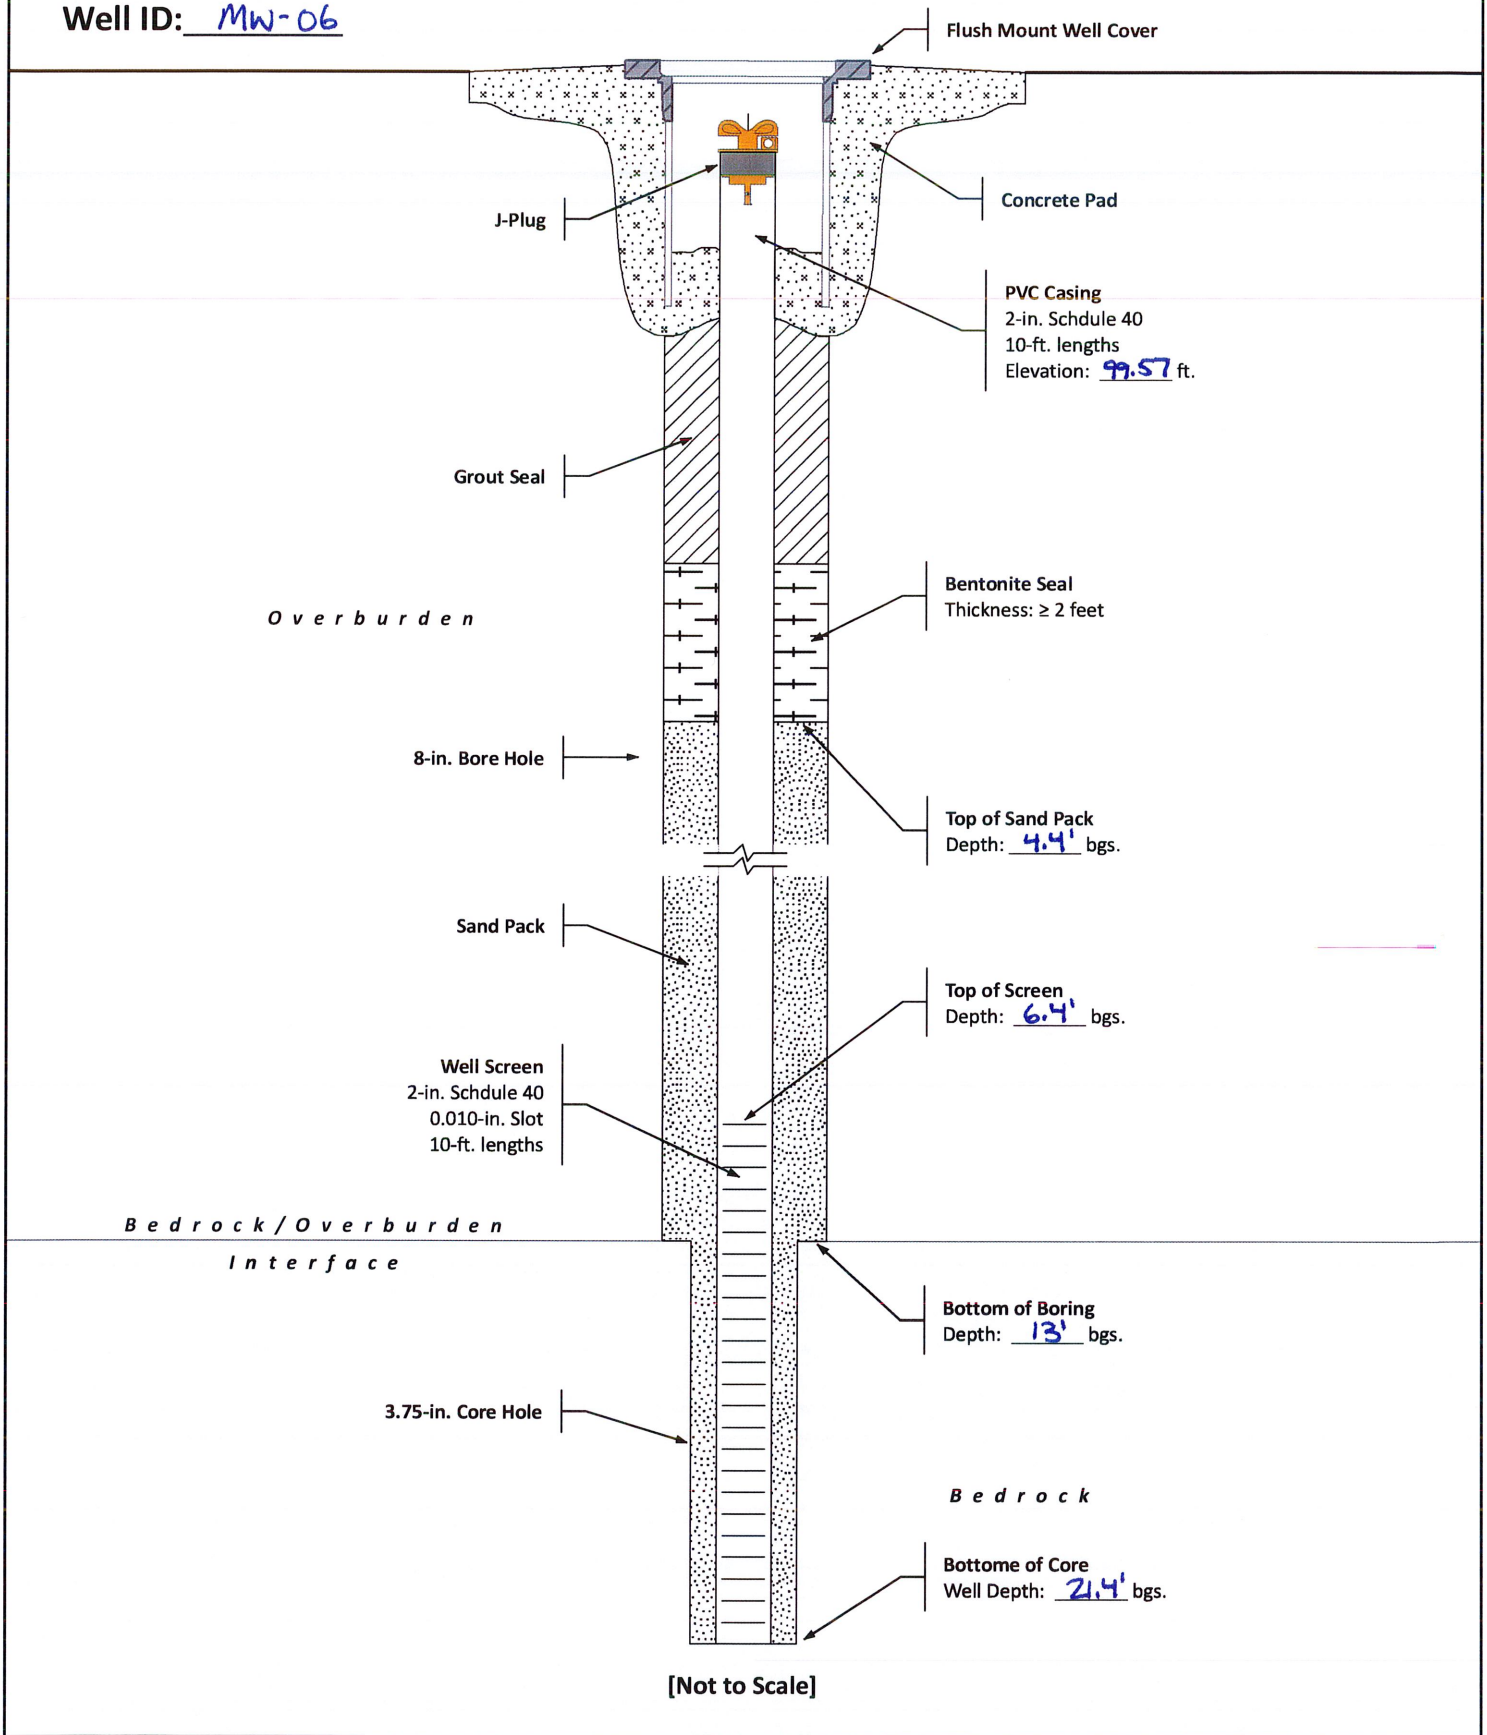 Well ID: MW-06
Flush Mount Well Cover
J-Plug
Concrete Pad
PVC Casing
2-in. Schdule 40
10-ft. lengths
Elevation: 99.57 ft.
Grout Seal
Bentonite Seal
Thickness: ≥ 2 feet
Overburden
8-in. Bore Hole
Top of Sand Pack
Depth: 4.4' bgs.
Sand Pack
Top of Screen
Depth: 6.4' bgs.
Well Screen
2-in. Schdule 40
0.010-in. Slot
10-ft. lengths
Bedrock/Overburden
Interface
Bottom of Boring
Depth: 13' bgs.
3.75-in. Core Hole
Bedrock
Bottome of Core
Well Depth: 21.4' bgs.
[Not to Scale]